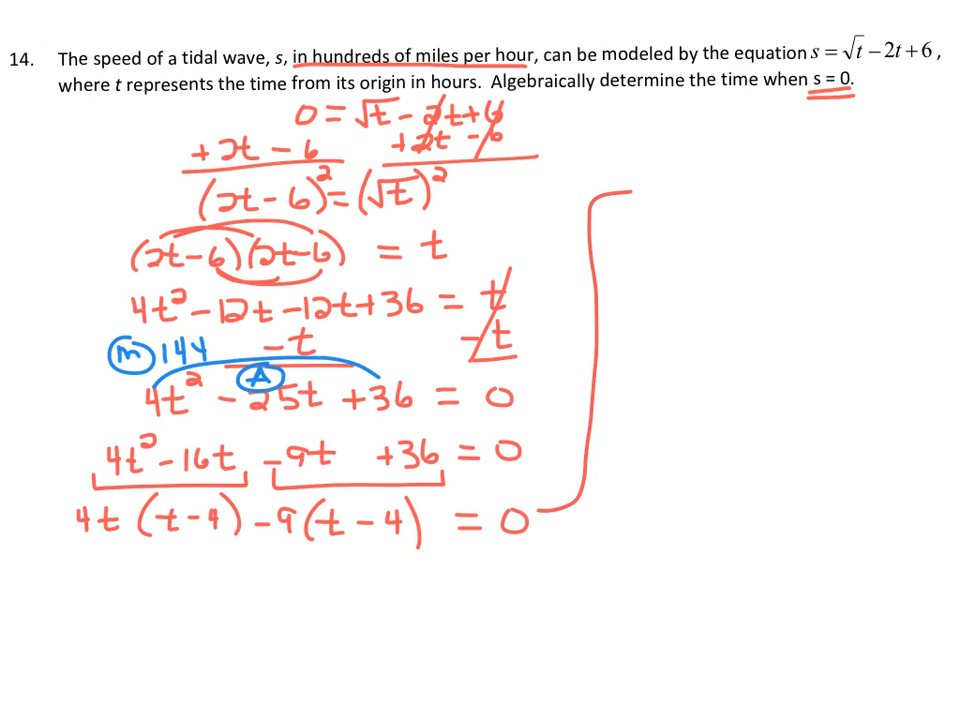 14. The speed of a tidal wave, s, in hundreds of miles per hour, can be modeled by the equation s = √t − 2t + 6,
where t represents the time from its origin in hours. Algebraically determine the time when s = 0.
0 = √t - 2t + 6
+2t - 6 +2t - 6
(2t - 6)² = (√t)²
(2t - 6)(2t - 6) = t
4t² - 12t - 12t + 36 = t
M 144 - t - t
A
4t² - 25t + 36 = 0
4t² - 16t - 9t + 36 = 0
4t (t - 4) - 9 (t - 4) = 0